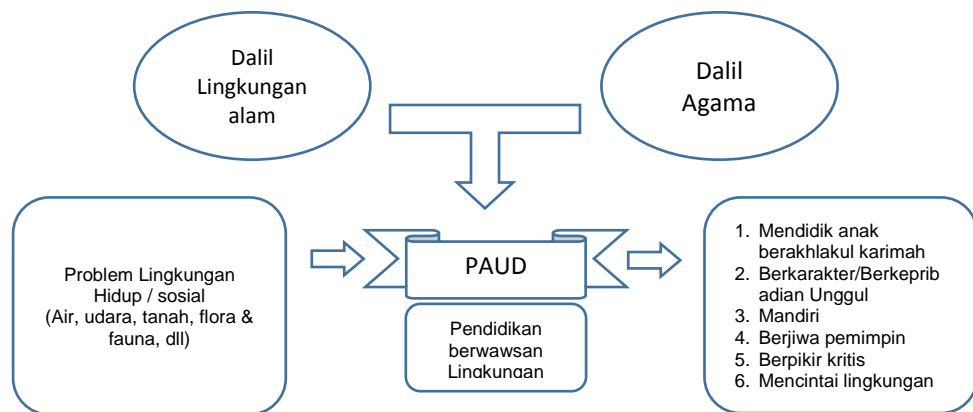 Dalil
Lingkungan
alam
Dalil
Agama
Problem Lingkungan
Hidup / sosial
(Air, udara, tanah, flora &
fauna, dll)
PAUD
Pendidikan
berwawsan
Lingkungan
1. Mendidik anak
berakhlakul karimah
2. Berkarakter/Berkeprib
adian Unggul
3. Mandiri
4. Berjiwa pemimpin
5. Berpikir kritis
6. Mencintai lingkungan